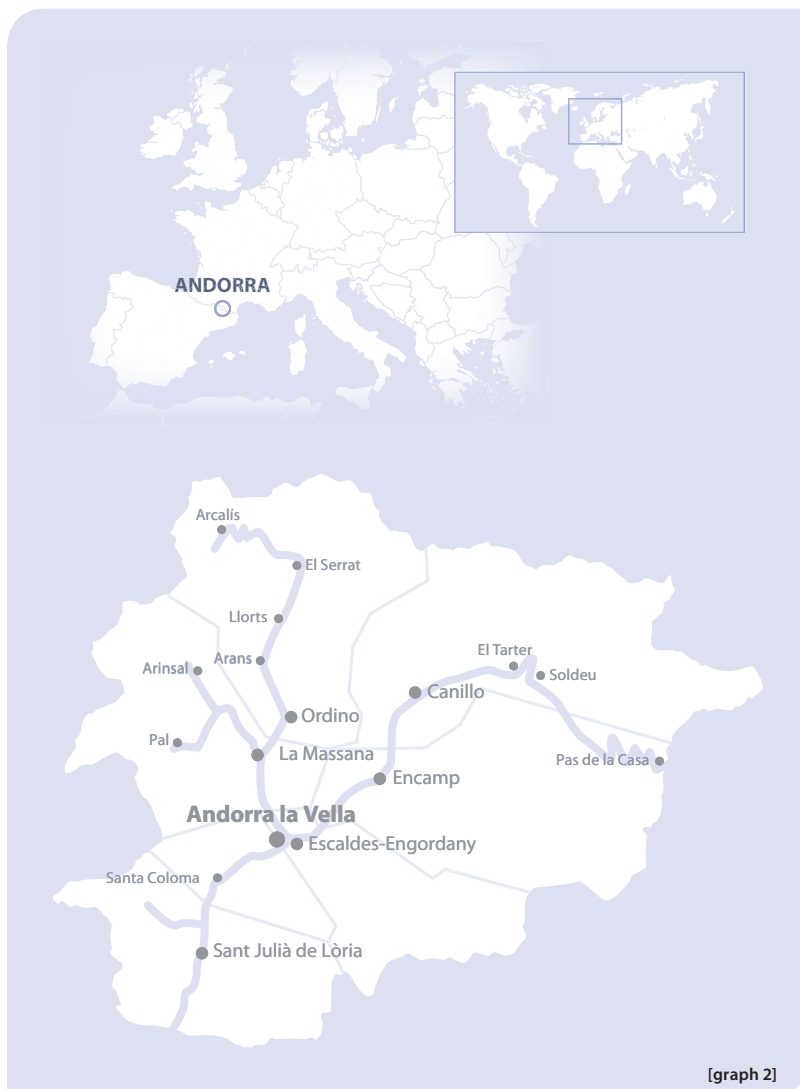 ANDORRA
Arcalís
El Serrat
Llorts
Arans
El Tarter
Arinsal
Soldeu
Canillo
Ordino
Pal
La Massana
Pas de la Casa
Encamp
Andorra la Vella
Escaldes-Engordany
Santa Coloma
Sant Julià de Lòria
[graph 2]